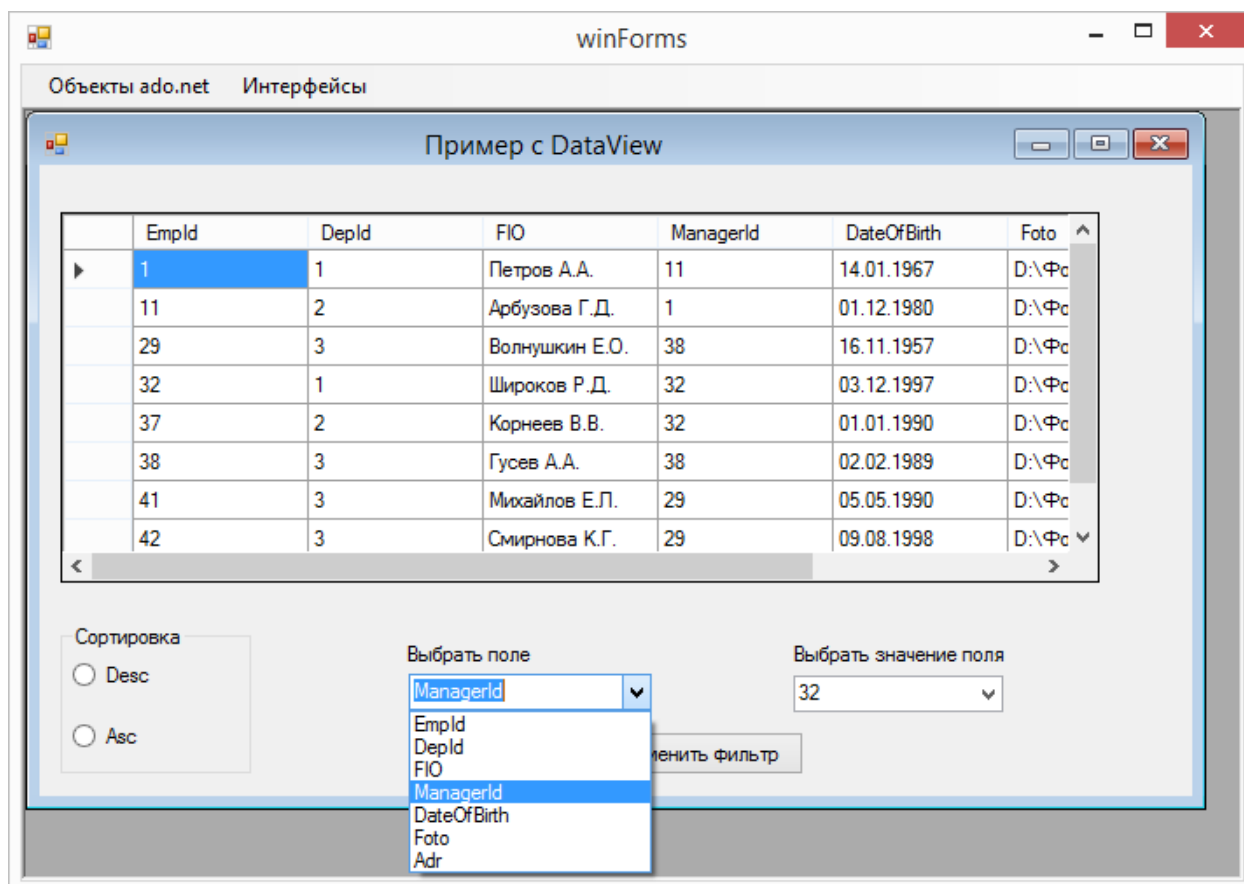 winForms
Объекты ado.net Интерфейсы
Пример с DataView
EmpId DepId FIO ManagerId DateOfBirth Foto
1 1 Петров А.А. 11 14.01.1967 D:\Фо
11 2 Арбузова Г.Д. 1 01.12.1980 D:\Фо
29 3 Волнушкин Е.О. 38 16.11.1957 D:\Фо
32 1 Широков Р.Д. 32 03.12.1997 D:\Фо
37 2 Корнеев В.В. 32 01.01.1990 D:\Фо
38 3 Гусев А.А. 38 02.02.1989 D:\Фо
41 3 Михайлов Е.Л. 29 05.05.1990 D:\Фо
42 3 Смирнова К.Г. 29 09.08.1998 D:\Фо
Сортировка
Desc
Asc
Выбрать поле
ManagerId
EmpId
DepId
FIO
ManagerId
DateOfBirth
Foto
Adr
Выбрать значение поля
32
менить фильтр